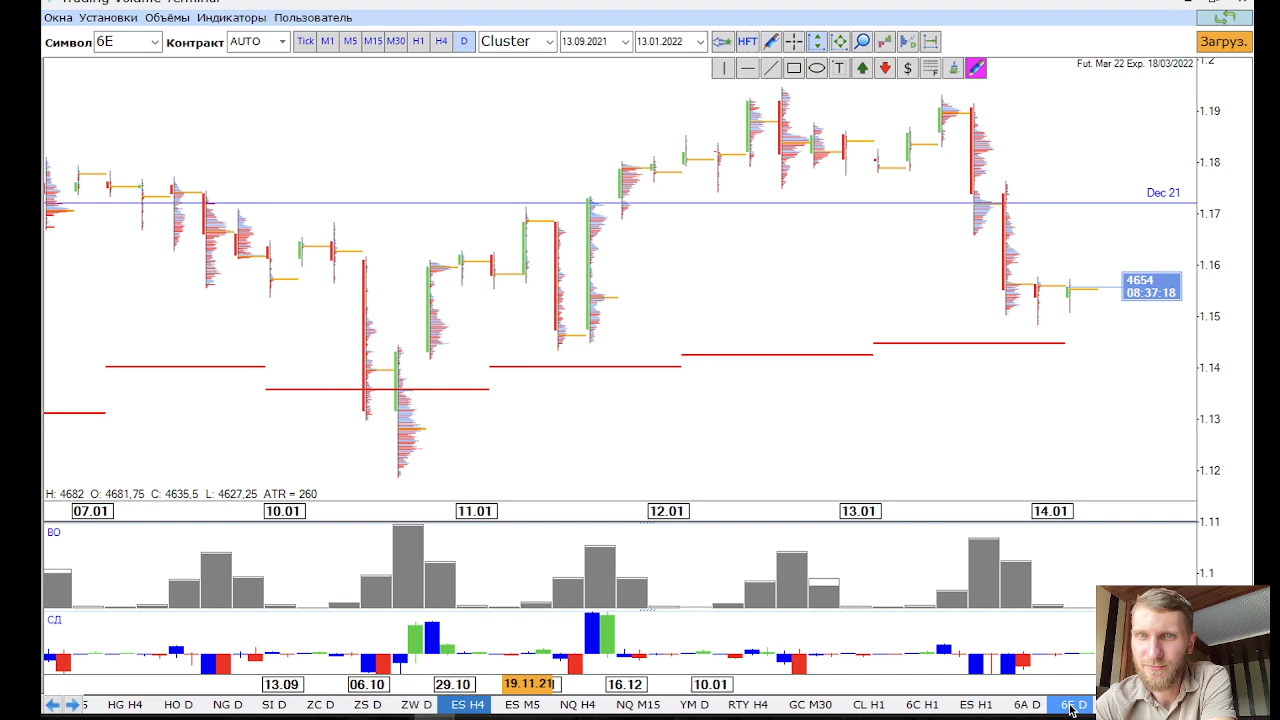 Trading Volume Terminal
Окна Установки Объёмы Индикаторы Пользователь
Символ 6E Контракт AUTO Tick M1 M5 M15 M30 H1 H4 D Cluster 13.09.2021 13.01.2022 HFT Загруз.
T $ F
Fut. Mar 22 Exp. 18/03/2022
1.2
1.19
1.18
Dec 21
1.17
1.16
4654
08:37:18
1.15
1.14
1.13
1.12
H: 4682 O: 4681,75 C: 4635,5 L: 4627,25 ATR = 260
07.01 10.01 11.01 12.01 13.01 14.01
1.11
ВО
1.1
СД
13.09 06.10 29.10 19.11.21 16.12 10.01
HG H4 HO D NG D SI D ZC D ZS D ZW D ES H4 ES M5 NQ H4 NQ M15 YM D RTY H4 GC M30 CL H1 6C H1 ES H1 6A D 6E D